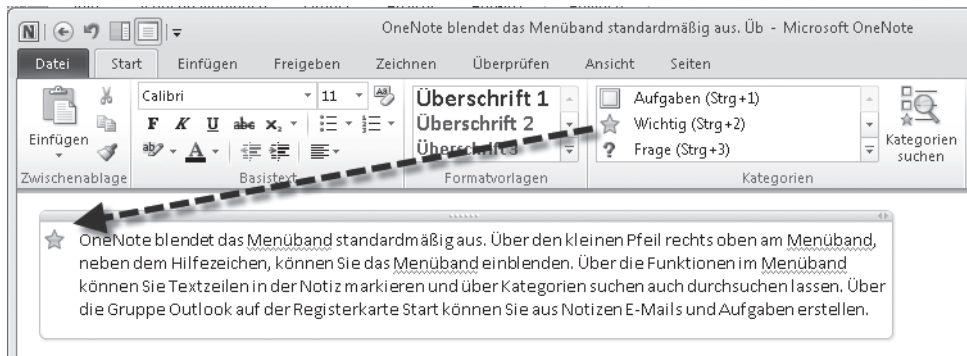 OneNote blendet das Menüband standardmäßig aus. Üb - Microsoft OneNote
Datei Start Einfügen Freigeben Zeichnen Überprüfen Ansicht Seiten
Calibri 11
F K U abe x₂
Einfügen
Zwischenablage
Basistext
Überschrift 1
Überschrift 2
Überschrift 3
Formatvorlagen
Aufgaben (Strg+1)
Wichtig (Strg+2)
? Frage (Strg+3)
Kategorien
Kategorien
suchen
OneNote blendet das Menüband standardmäßig aus. Über den kleinen Pfeil rechts oben am Menüband,
neben dem Hilfezeichen, können Sie das Menüband einblenden. Über die Funktionen im Menüband
können Sie Textzeilen in der Notiz markieren und über Kategorien suchen auch durchsuchen lassen. Über
die Gruppe Outlook auf der Registerkarte Start können Sie aus Notizen E-Mails und Aufgaben erstellen.